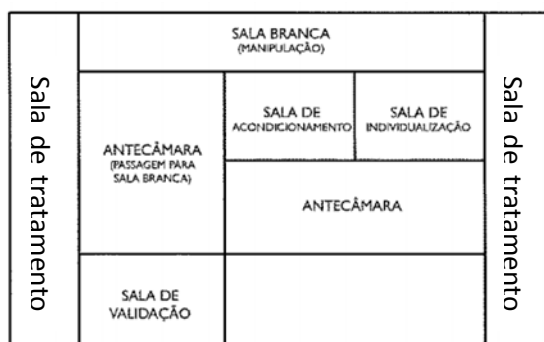 Sala de tratamento
SALA BRANCA
(MANIPULAÇÃO)
ANTECÂMARA
(PASSAGEM PARA
SALA BRANCA)
SALA DE
ACONDICIONAMENTO
SALA DE
INDIVIDUALIZAÇÃO
ANTECÂMARA
SALA DE
VALIDAÇÃO
Sala de tratamento